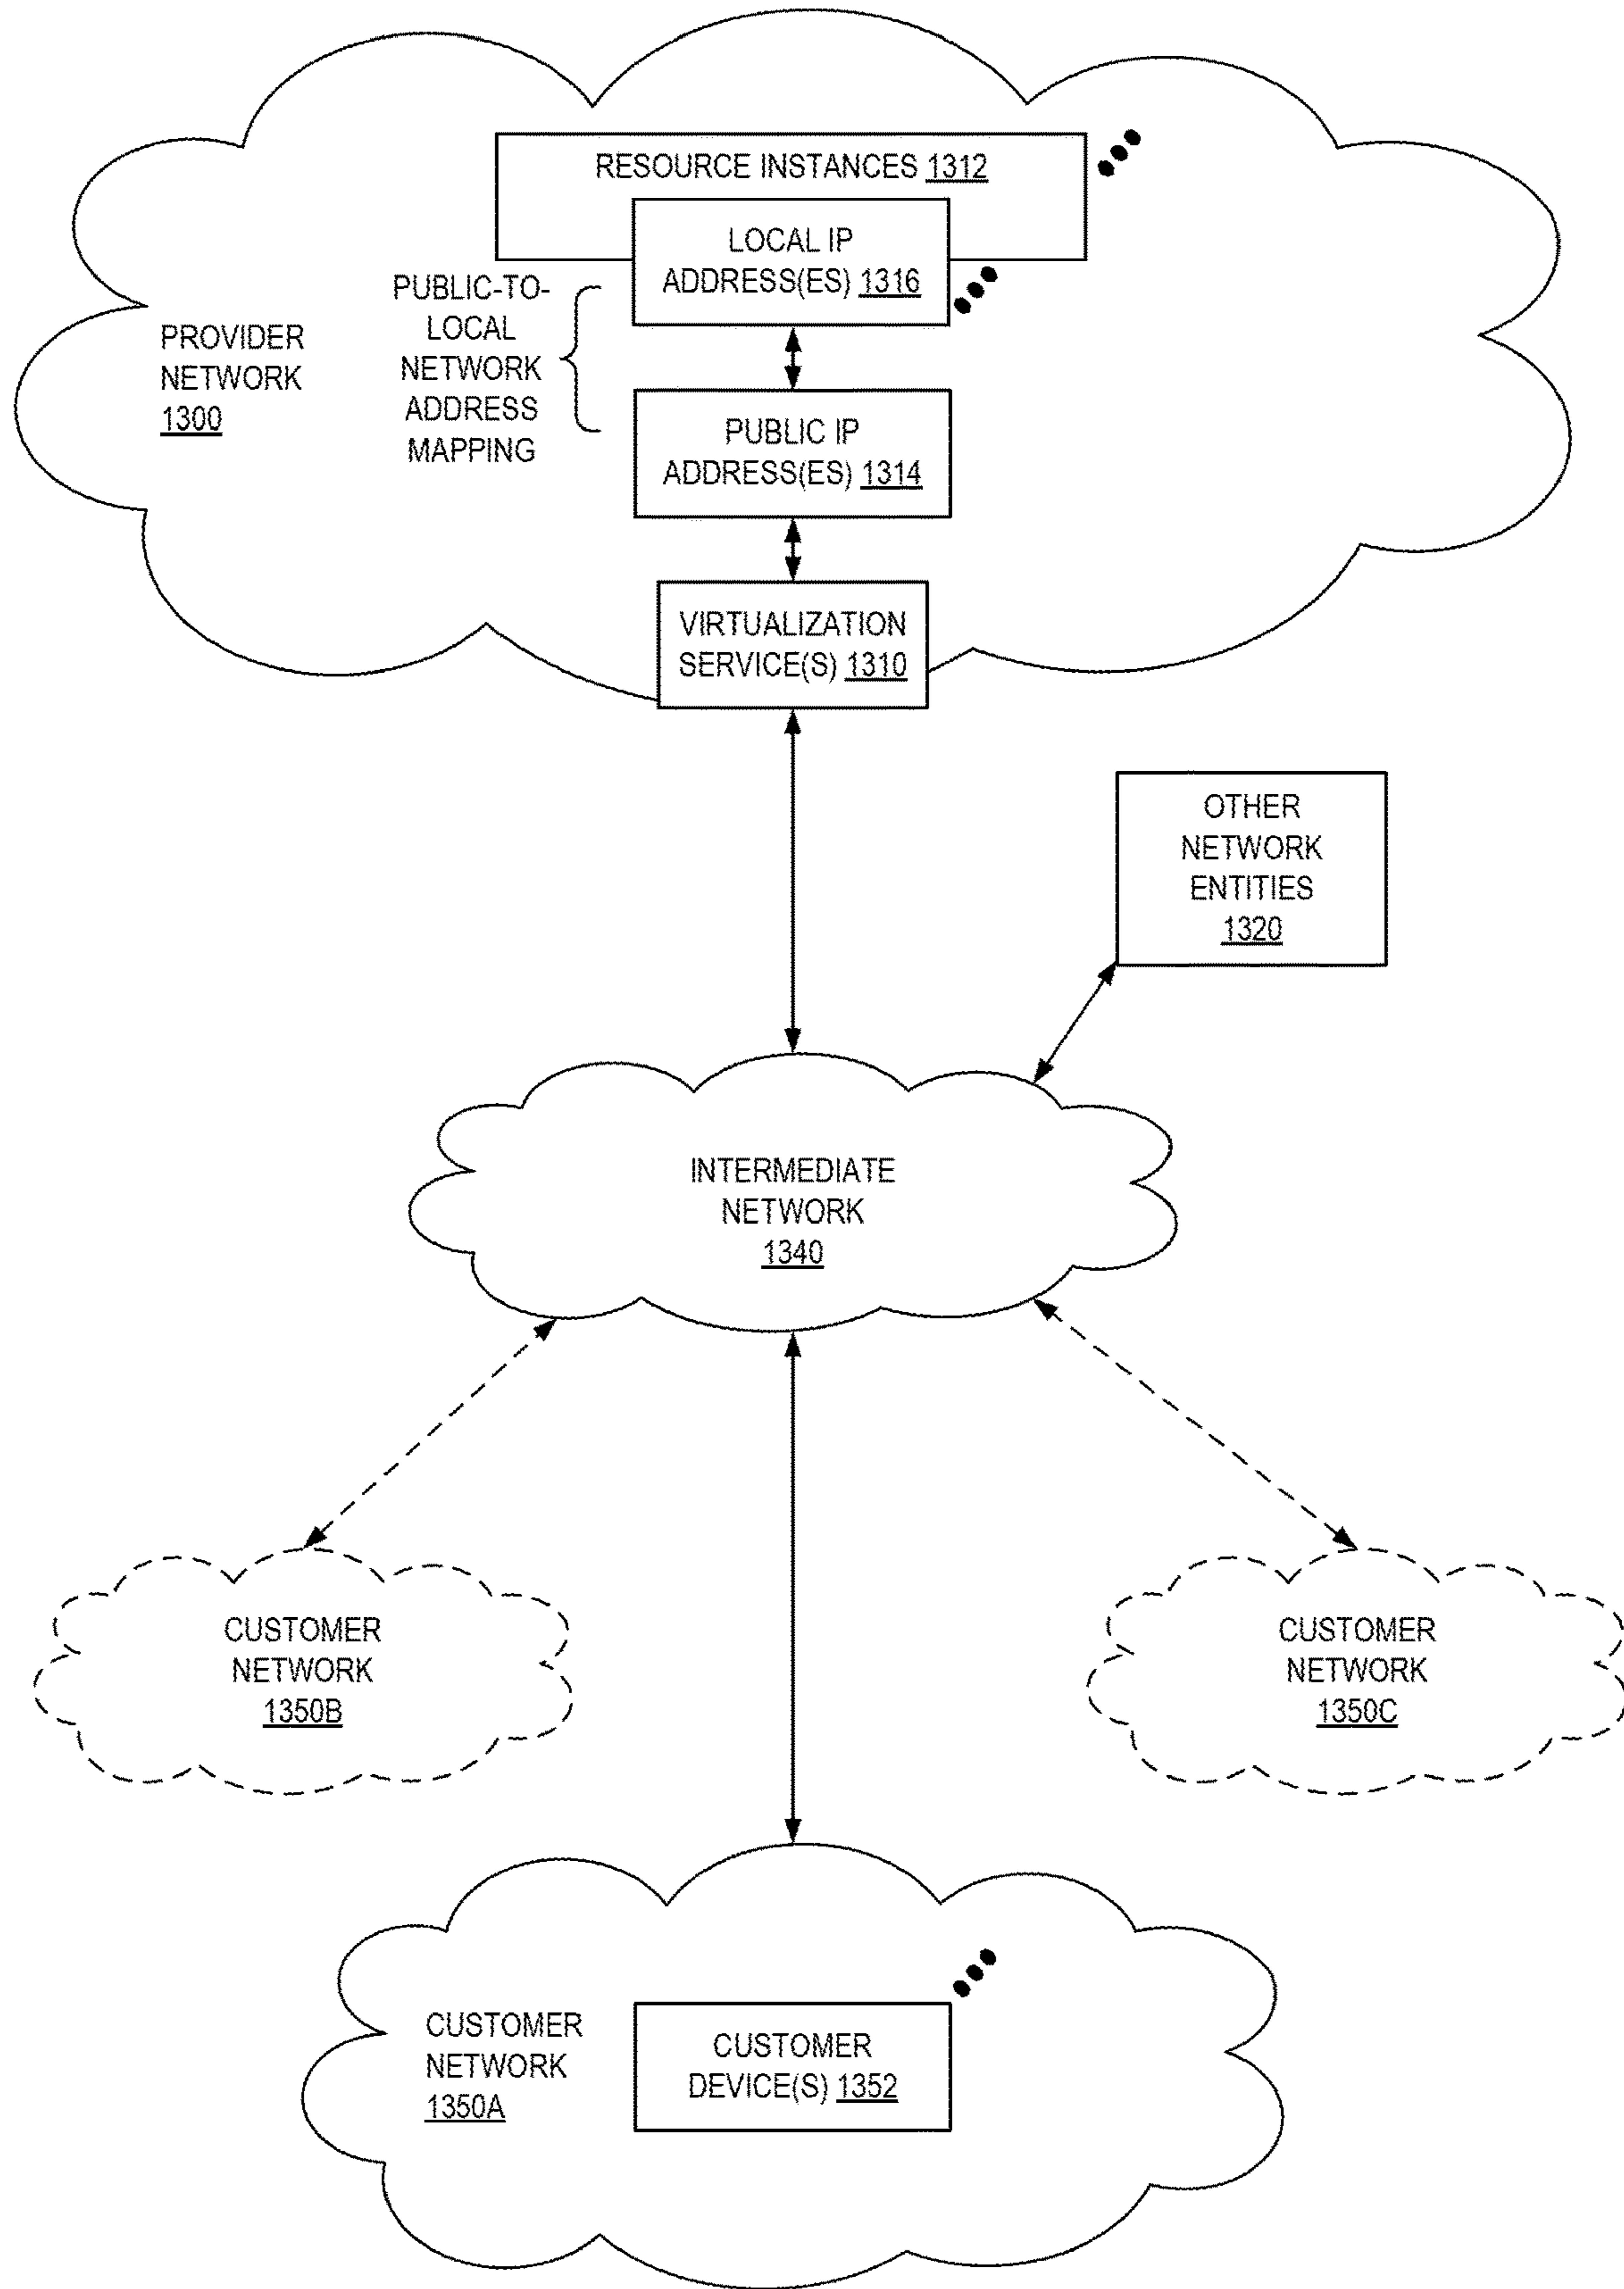 RESOURCE INSTANCES 1312
LOCAL IP
ADDRESS(ES) 1316
PUBLIC-TO-
LOCAL
NETWORK
ADDRESS
MAPPING
PROVIDER
NETWORK
1300
PUBLIC IP
ADDRESS(ES) 1314
VIRTUALIZATION
SERVICE(S) 1310
OTHER
NETWORK
ENTITIES
1320
INTERMEDIATE
NETWORK
1340
CUSTOMER
NETWORK
1350B
CUSTOMER
NETWORK
1350C
CUSTOMER
NETWORK
1350A
CUSTOMER
DEVICE(S) 1352